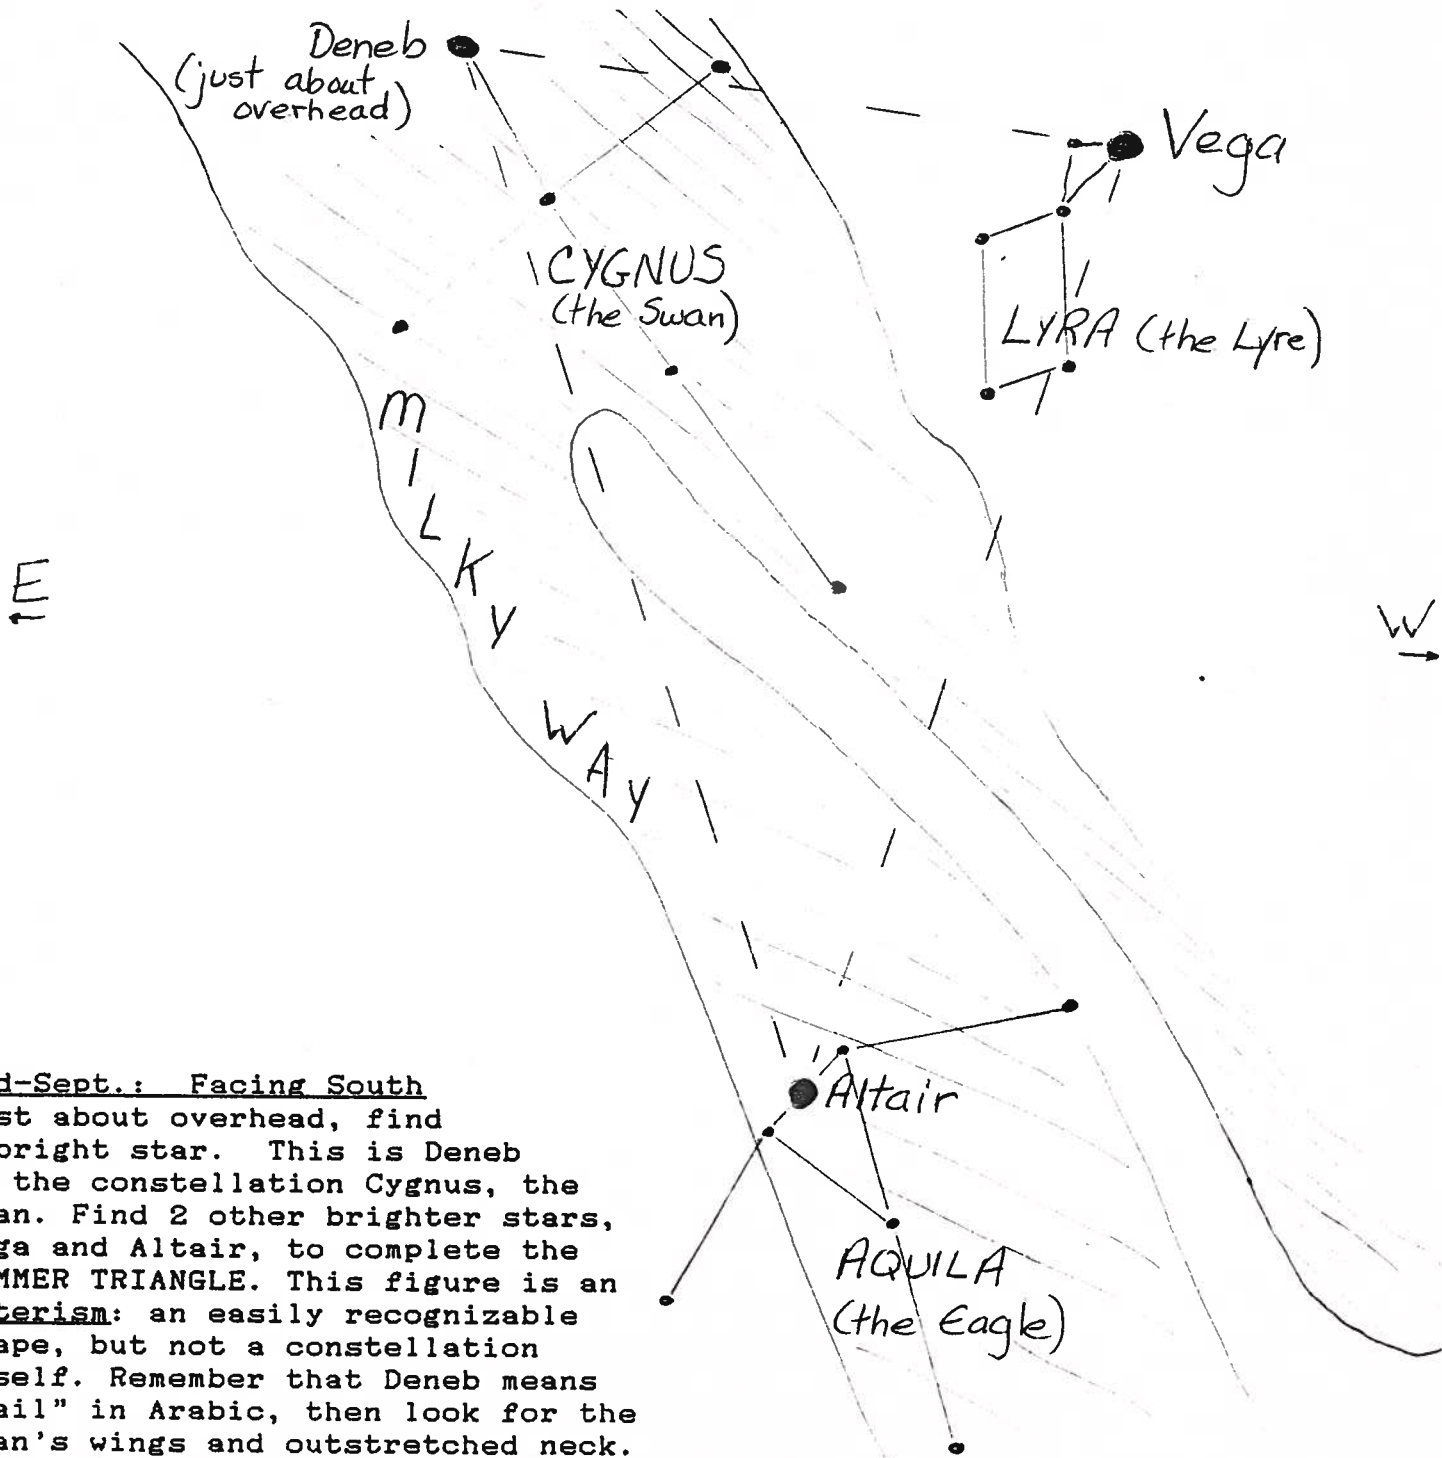 Deneb
(just about
overhead)
Vega
CYGNUS
(the Swan)
LYRA (the Lyre)
MILKY
WAY
E
W
Altair
AQUILA
(the Eagle)
d-Sept.: Facing South
st about overhead, find
bright star. This is Deneb
the constellation Cygnus, the
an. Find 2 other brighter stars,
ga and Altair, to complete the
MMER TRIANGLE. This figure is an
terism: an easily recognizable
ape, but not a constellation
self. Remember that Deneb means
ail" in Arabic, then look for the
an's wings and outstretched neck.